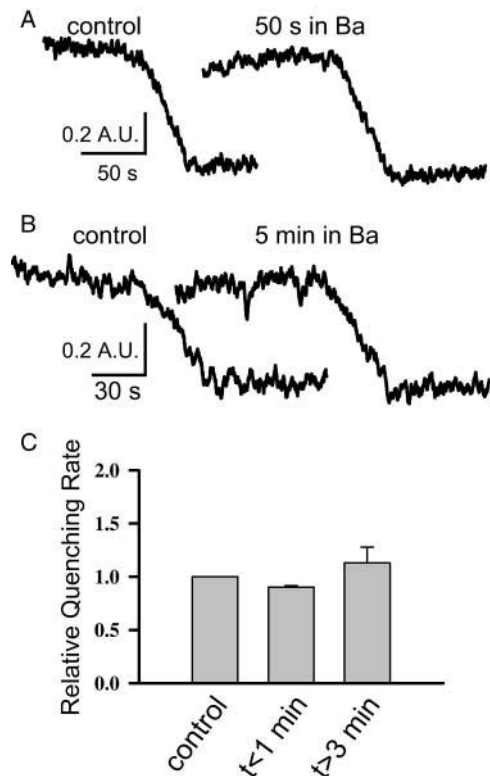 A
control
50 s in Ba
0.2 A.U.
50 s
B
control
5 min in Ba
0.2 A.U.
30 s
C
Relative Quenching Rate
2.0
1.5
1.0
0.5
0.0
control
t<1 min
t>3 min